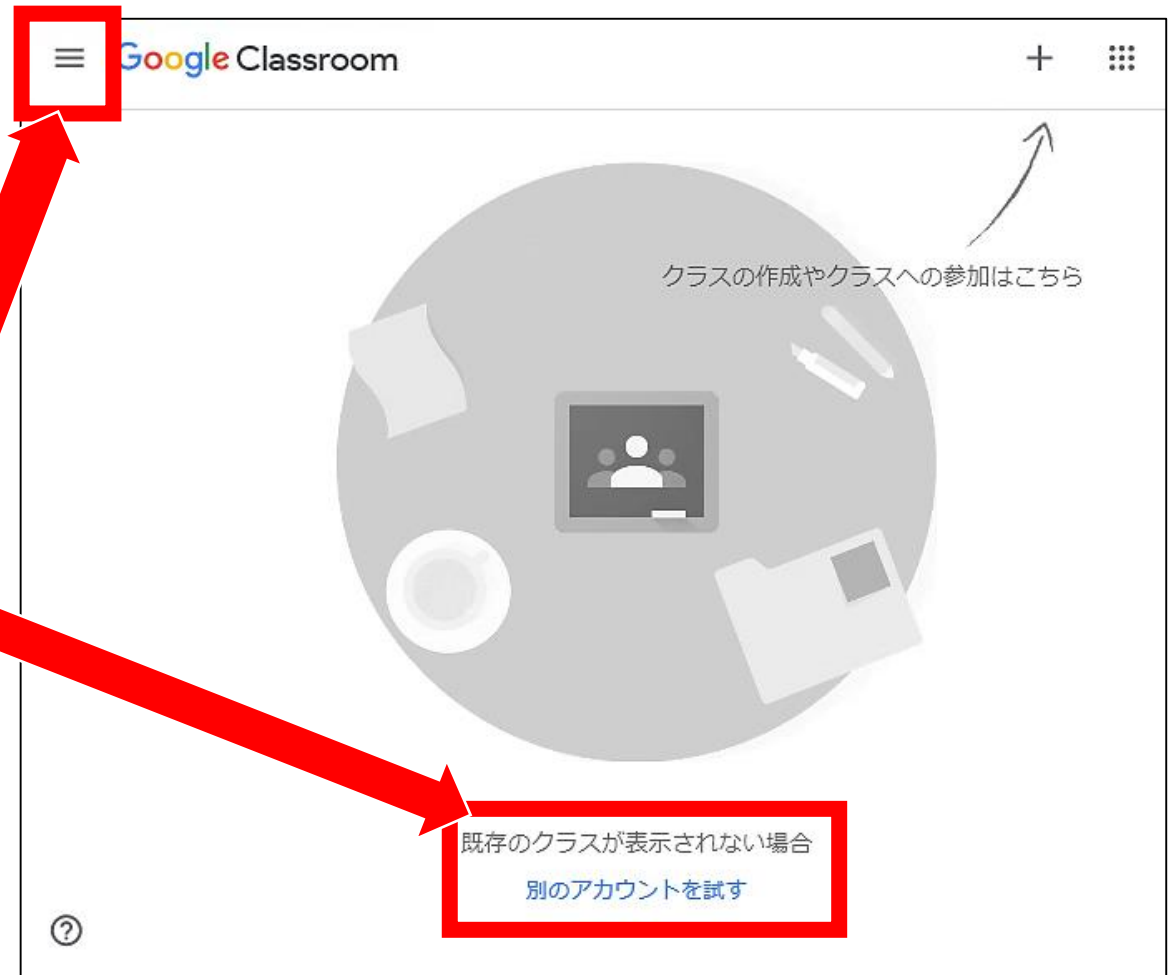 Google Classroom
クラスの作成やクラスへの参加はこちら
既存のクラスが表示されない場合
別のアカウントを試す